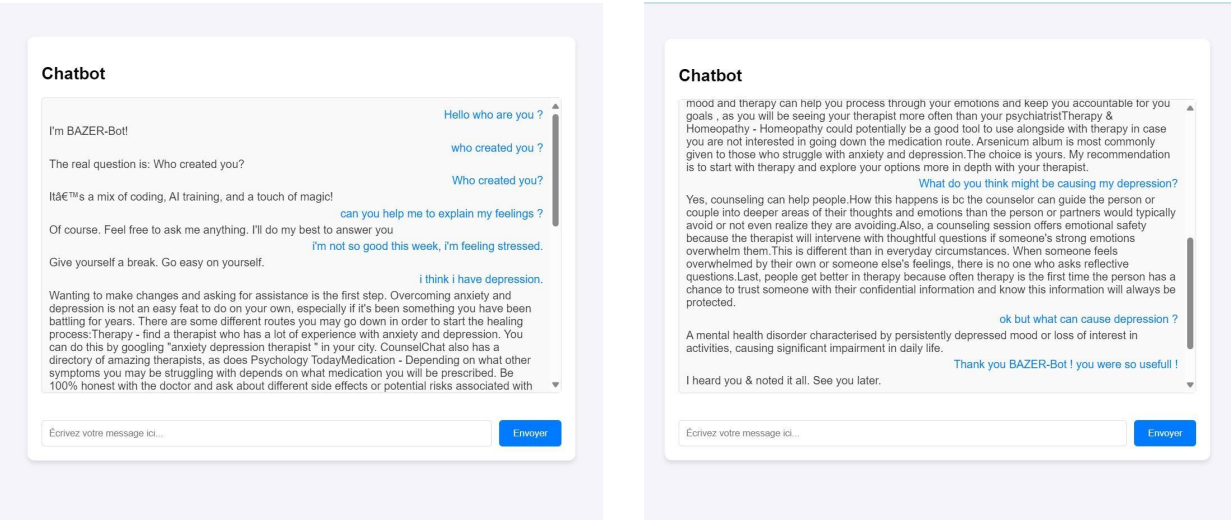 Chatbot
Hello who are you ?
I'm BAZER-Bot!
who created you ?
The real question is: Who created you?
Who created you?
Itâ€™s a mix of coding, AI training, and a touch of magic!
can you help me to explain my feelings ?
Of course. Feel free to ask me anything. I'll do my best to answer you
i'm not so good this week, i'm feeling stressed.
Give yourself a break. Go easy on yourself.
i think i have depression.
Wanting to make changes and asking for assistance is the first step. Overcoming anxiety and
depression is not an easy feat to do on your own, especially if it's been something you have been
battling for years. There are some different routes you may go down in order to start the healing
process:Therapy - find a therapist who has a lot of experience with anxiety and depression. You
can do this by googling "anxiety depression therapist " in your city. CounselChat also has a
directory of amazing therapists, as does Psychology TodayMedication - Depending on what other
symptoms you may be struggling with depends on what medication you will be prescribed. Be
100% honest with the doctor and ask about different side effects or potential risks associated with
Écrivez votre message ici...
Envoyer
Chatbot
mood and therapy can help you process through your emotions and keep you accountable for you
goals , as you will be seeing your therapist more often than your psychiatristTherapy &
Homeopathy - Homeopathy could potentially be a good tool to use alongside with therapy in case
you are not interested in going down the medication route. Arsenicum album is most commonly
given to those who struggle with anxiety and depression.The choice is yours. My recommendation
is to start with therapy and explore your options more in depth with your therapist.
What do you think might be causing my depression?
Yes, counseling can help people.How this happens is bc the counselor can guide the person or
couple into deeper areas of their thoughts and emotions than the person or partners would typically
avoid or not even realize they are avoiding.Also, a counseling session offers emotional safety
because the therapist will intervene with thoughtful questions if someone's strong emotions
overwhelm them.This is different than in everyday circumstances. When someone feels
overwhelmed by their own or someone else's feelings, there is no one who asks reflective
questions.Last, people get better in therapy because often therapy is the first time the person has a
chance to trust someone with their confidential information and know this information will always be
protected.
ok but what can cause depression ?
A mental health disorder characterised by persistently depressed mood or loss of interest in
activities, causing significant impairment in daily life.
Thank you BAZER-Bot ! you were so usefull !
I heard you & noted it all. See you later.
Écrivez votre message ici...
Envoyer